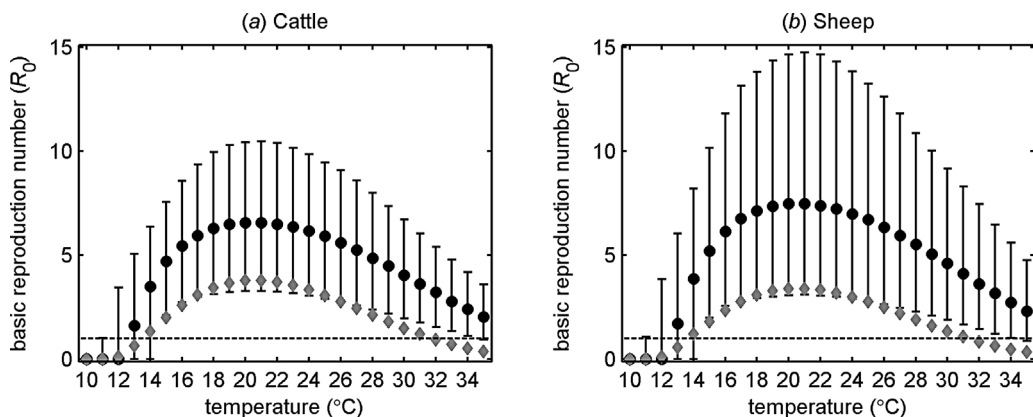 (a) Cattle
(b) Sheep
basic reproduction number (R0)
15
10
5
0
10 12 14 16 18 20 22 24 26 28 30 32 34
temperature (°C)
basic reproduction number (R0)
15
10
5
0
10 12 14 16 18 20 22 24 26 28 30 32 34
temperature (°C)